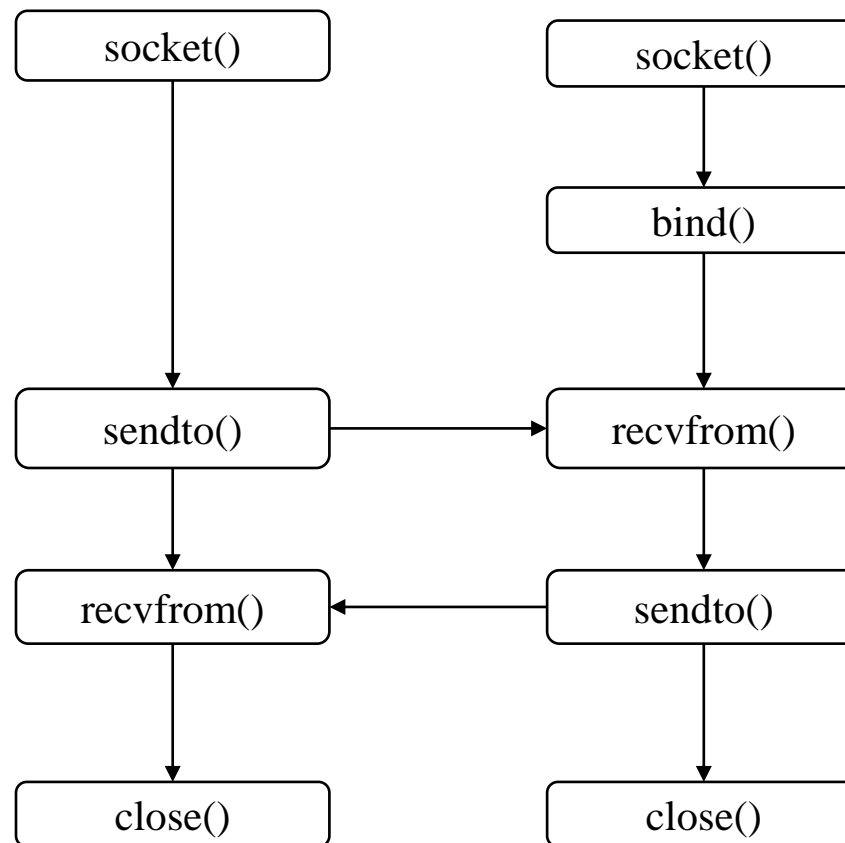 socket()
socket()
bind()
sendto()
recvfrom()
recvfrom()
sendto()
close()
close()